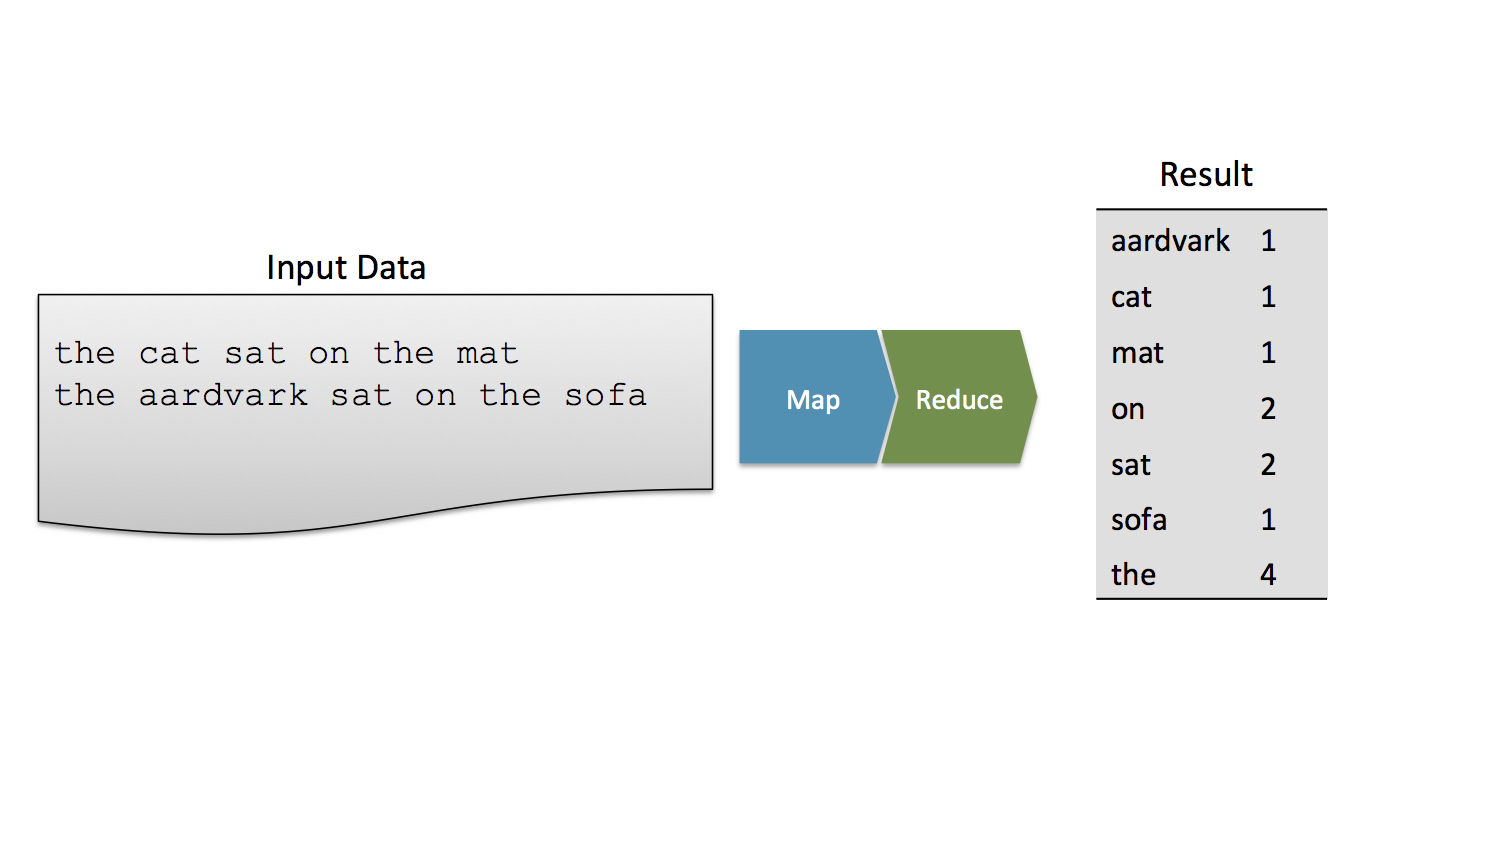 Input Data
the cat sat on the mat
the aardvark sat on the sofa
Map
Reduce
Result
aardvark 1
cat 1
mat 1
on 2
sat 2
sofa 1
the 4